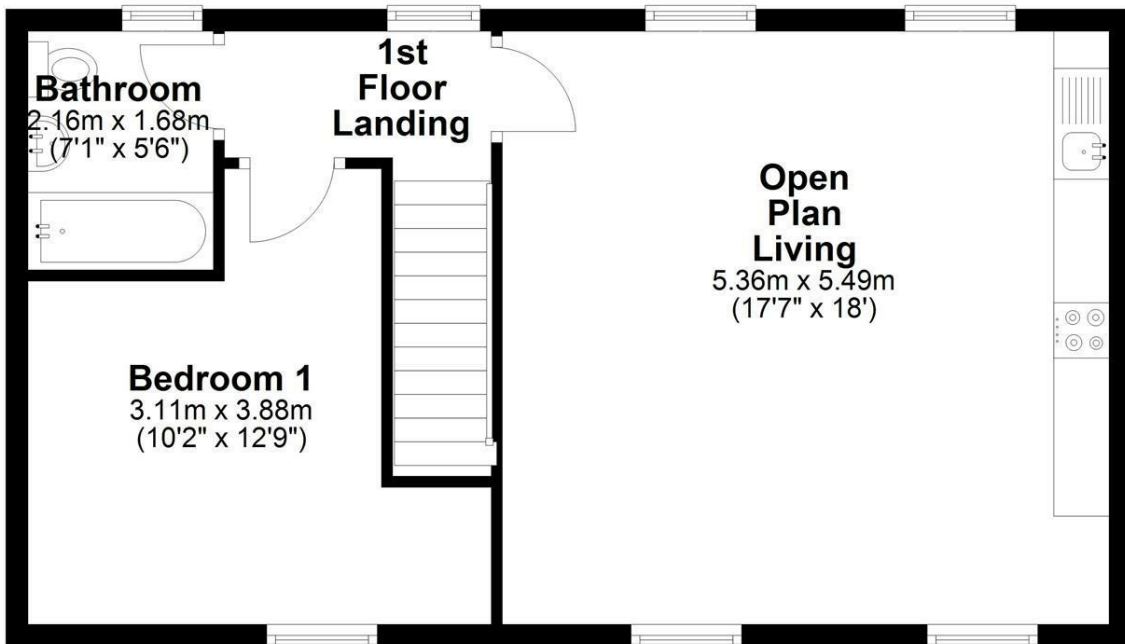 Bathroom
2.16m x 1.68m
(7'1" x 5'6")
1st
Floor
Landing
Open
Plan
Living
5.36m x 5.49m
(17'7" x 18')
Bedroom 1
3.11m x 3.88m
(10'2" x 12'9")